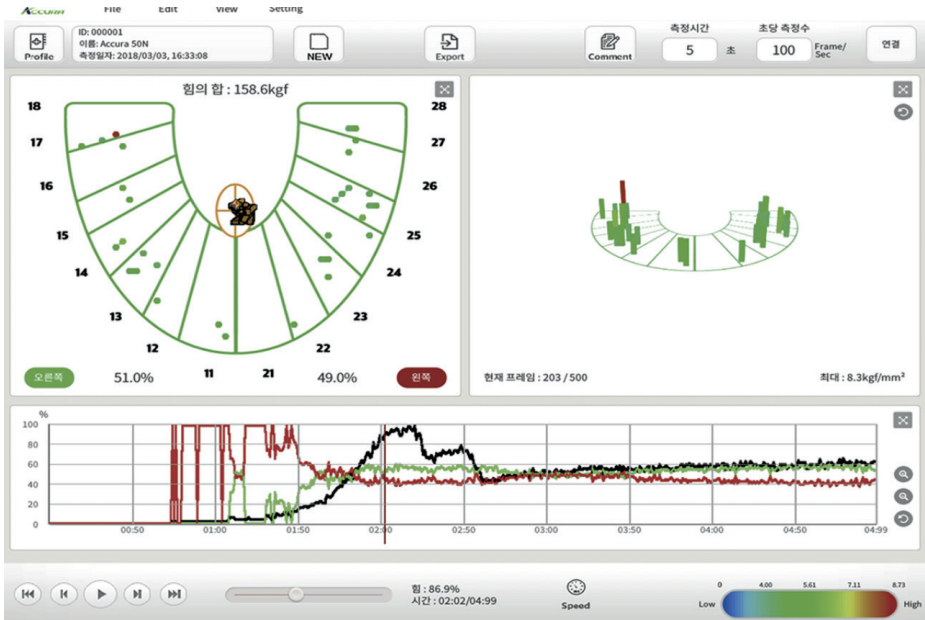 Accura File Edit View Setting
Profile
ID: 000001
이름: Accura 50N
측정일자: 2018/03/03, 16:33:08
NEW
Export
Comment
측정시간
5 초
초당 측정수
100 Frame/
Sec
연결
힘의 합 : 158.6kgf
18 28
17 27
16 26
15 25
14 24
13 23
12 22
11 21
오른쪽 51.0% 49.0% 왼쪽
현재 프레임 : 203 / 500 최대 : 8.3kgf/mm²
%
100
80
60
40
20
0
00:50 01:00 01:50 02:00 02:50 03:00 03:50 04:00 04:50 04:99
힘 : 86.9%
시간 : 02:02/04:99
Speed
0 4.00 5.61 7.11 8.73
Low High